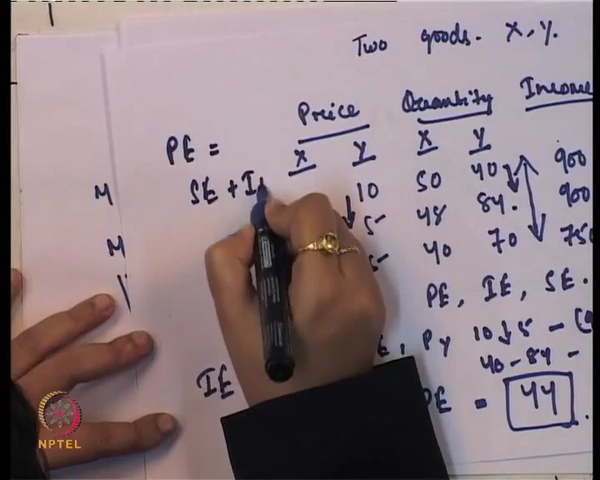 Two goods. X, Y.
Price Quantity Income
PE = X Y X Y
SE + I 10 50 40 900
M 5 48 84. 900
M 5 40 70 750
PE, IE, SE.
Py 10 ↓ 5 -
40 - 84 -
IE PE = 44.
NPTEL